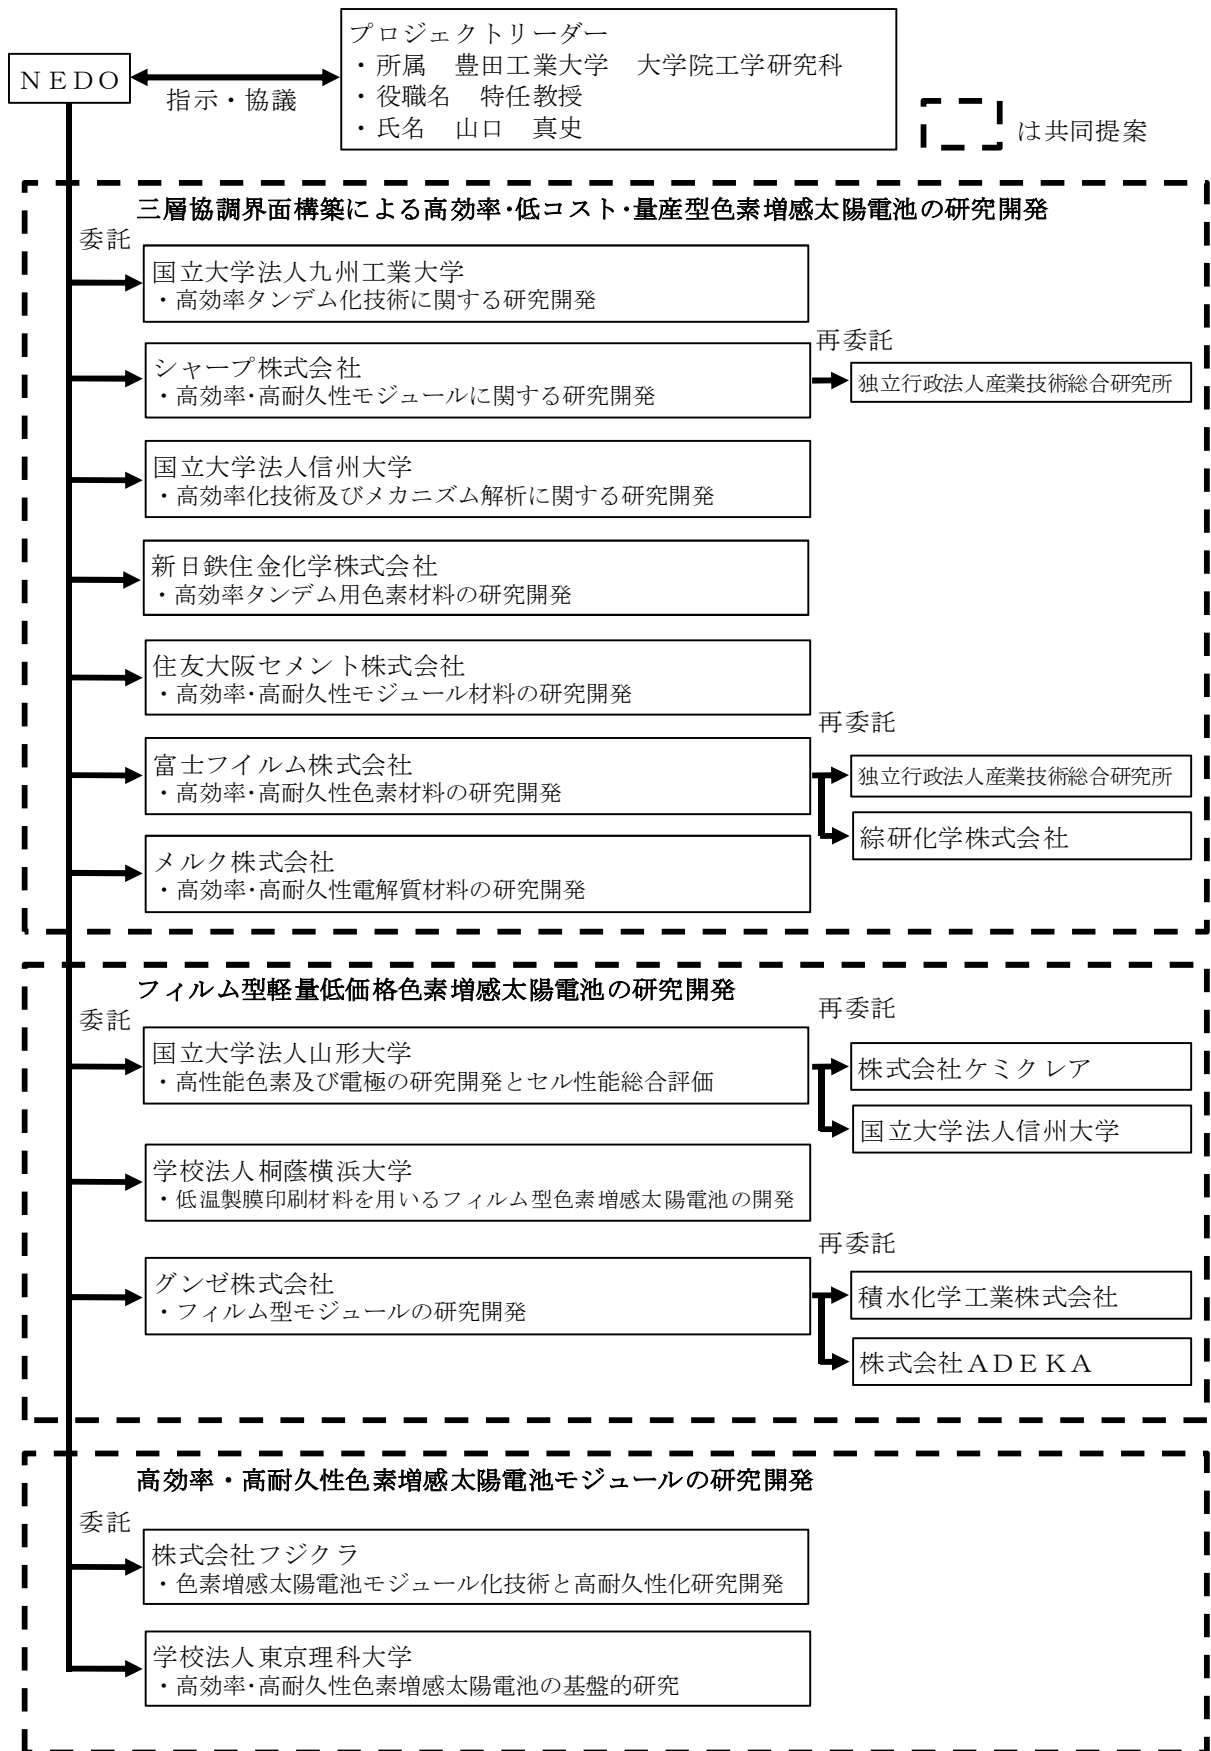 プロジェクトリーダー
・所属　豊田工業大学　大学院工学研究科
・役職名　特任教授
・氏名　山口　真史
ＮＥＤＯ
指示・協議
は共同提案
三層協調界面構築による高効率･低コスト･量産型色素増感太陽電池の研究開発
委託
国立大学法人九州工業大学
・高効率タンデム化技術に関する研究開発
再委託
シャープ株式会社
・高効率･高耐久性モジュールに関する研究開発
独立行政法人産業技術総合研究所
国立大学法人信州大学
・高効率化技術及びメカニズム解析に関する研究開発
新日鉄住金化学株式会社
・高効率タンデム用色素材料の研究開発
住友大阪セメント株式会社
・高効率･高耐久性モジュール材料の研究開発
再委託
富士フイルム株式会社
・高効率･高耐久性色素材料の研究開発
独立行政法人産業技術総合研究所
綜研化学株式会社
メルク株式会社
・高効率･高耐久性電解質材料の研究開発
フィルム型軽量低価格色素増感太陽電池の研究開発
委託
再委託
国立大学法人山形大学
・高性能色素及び電極の研究開発とセル性能総合評価
株式会社ケミクレア
国立大学法人信州大学
学校法人桐蔭横浜大学
・低温製膜印刷材料を用いるフィルム型色素増感太陽電池の開発
再委託
グンゼ株式会社
・フィルム型モジュールの研究開発
積水化学工業株式会社
株式会社ＡＤＥＫＡ
高効率・高耐久性色素増感太陽電池モジュールの研究開発
委託
株式会社フジクラ
・色素増感太陽電池モジュール化技術と高耐久性化研究開発
学校法人東京理科大学
・高効率･高耐久性色素増感太陽電池の基盤的研究